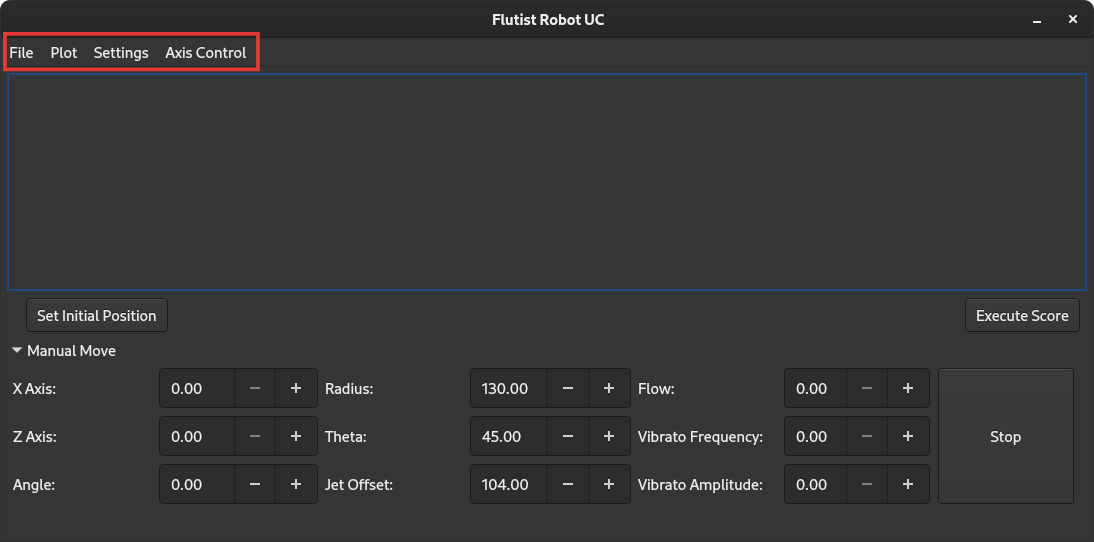 Flutist Robot UC
File Plot Settings Axis Control
Set Initial Position Execute Score
Manual Move
X Axis: 0.00 − + Radius: 130.00 − + Flow: 0.00 − +
Z Axis: 0.00 − + Theta: 45.00 − + Vibrato Frequency: 0.00 − + Stop
Angle: 0.00 − + Jet Offset: 104.00 − + Vibrato Amplitude: 0.00 − +